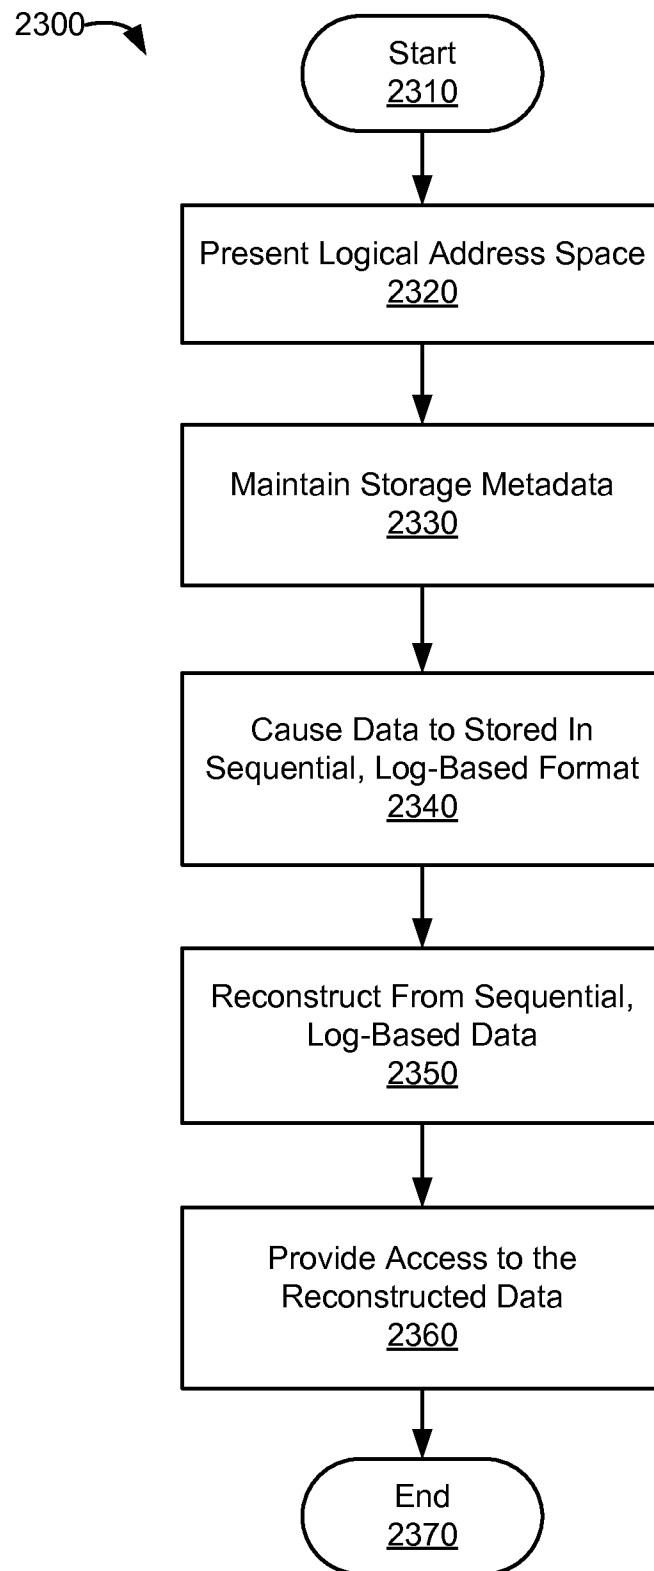 2300
Start
2310
Present Logical Address Space
2320
Maintain Storage Metadata
2330
Cause Data to Stored In
Sequential, Log-Based Format
2340
Reconstruct From Sequential,
Log-Based Data
2350
Provide Access to the
Reconstructed Data
2360
End
2370